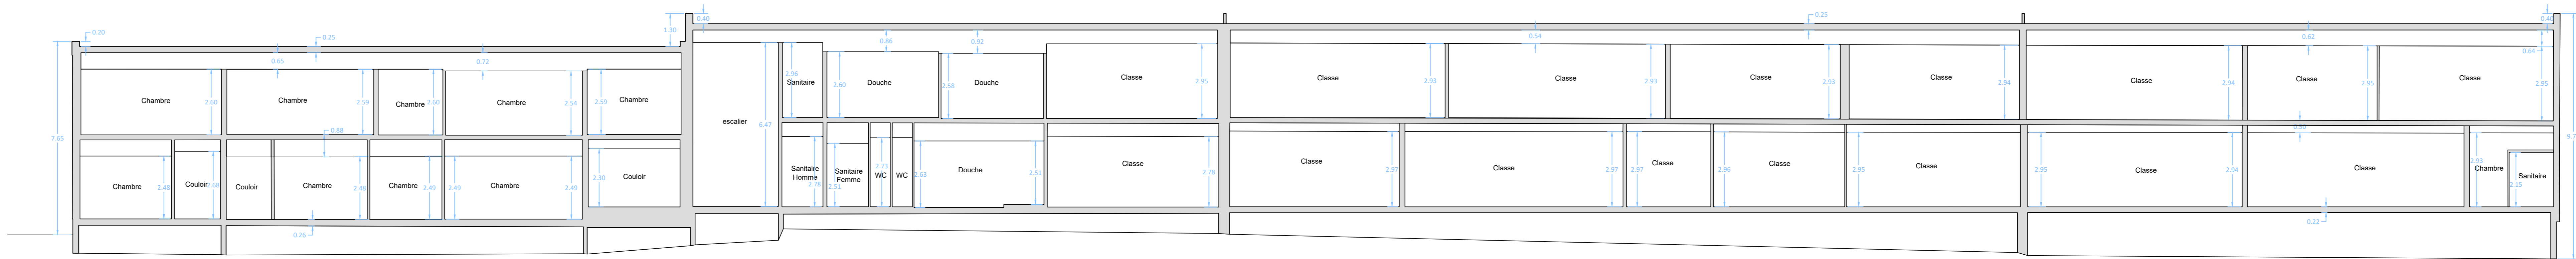 0.40
0.25
0.40
0.20
1.30
0.25
0.86
0.92
0.54
0.62
0.65
0.72
0.64
Chambre
2.60
Chambre
2.59
Chambre
2.60
Chambre
2.54
2.59
Chambre
7.65
escalier
6.47
Sanitaire
2.96
2.60
Douche
2.58
Douche
Classe
2.95
Classe
2.93
Classe
2.93
Classe
2.93
Classe
2.94
Classe
2.94
Classe
2.95
Classe
2.95
0.88
0.30
Chambre
2.48
Couloir
2.68
Couloir
Chambre
2.48
Chambre
2.49
2.49
Chambre
2.49
2.30
Couloir
Sanitaire
Homme
2.78
Sanitaire
Femme
2.51
2.73
WC
WC
2.63
Douche
2.51
Classe
2.78
Classe
2.97
Classe
2.97
Classe
2.97
Classe
2.96
Classe
2.95
2.95
Classe
2.94
Classe
2.93
Chambre
Sanitaire
2.15
0.26
0.22